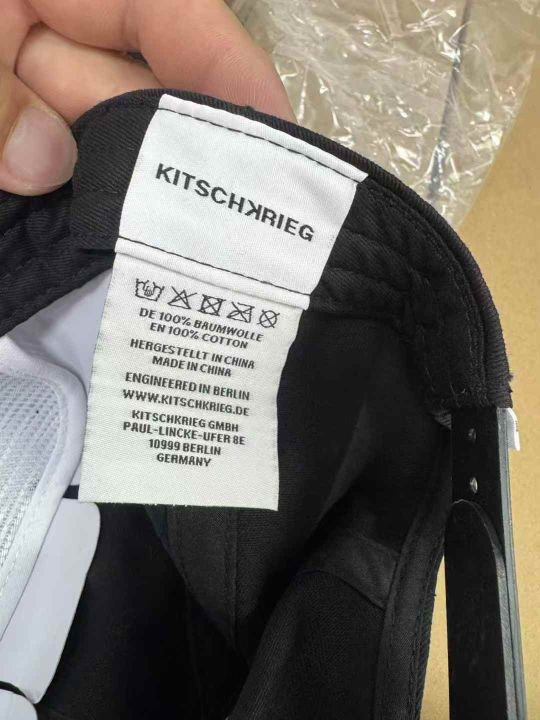 KITSCHKRIEG
DE 100% BAUMWOLLE
EN 100% COTTON
HERGESTELLT IN CHINA
MADE IN CHINA
ENGINEERED IN BERLIN
WWW.KITSCHKRIEG.DE
KITSCHKRIEG GMBH
PAUL-LINCKE-UFER 8E
10999 BERLIN
GERMANY